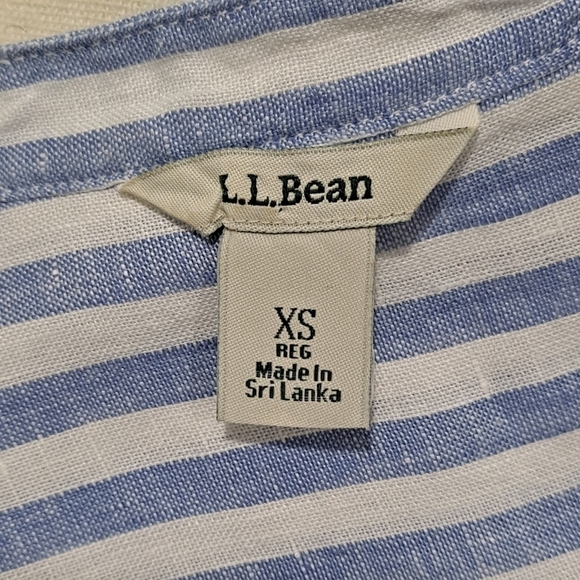 L.L.Bean
XS
REG
Made In
Sri Lanka